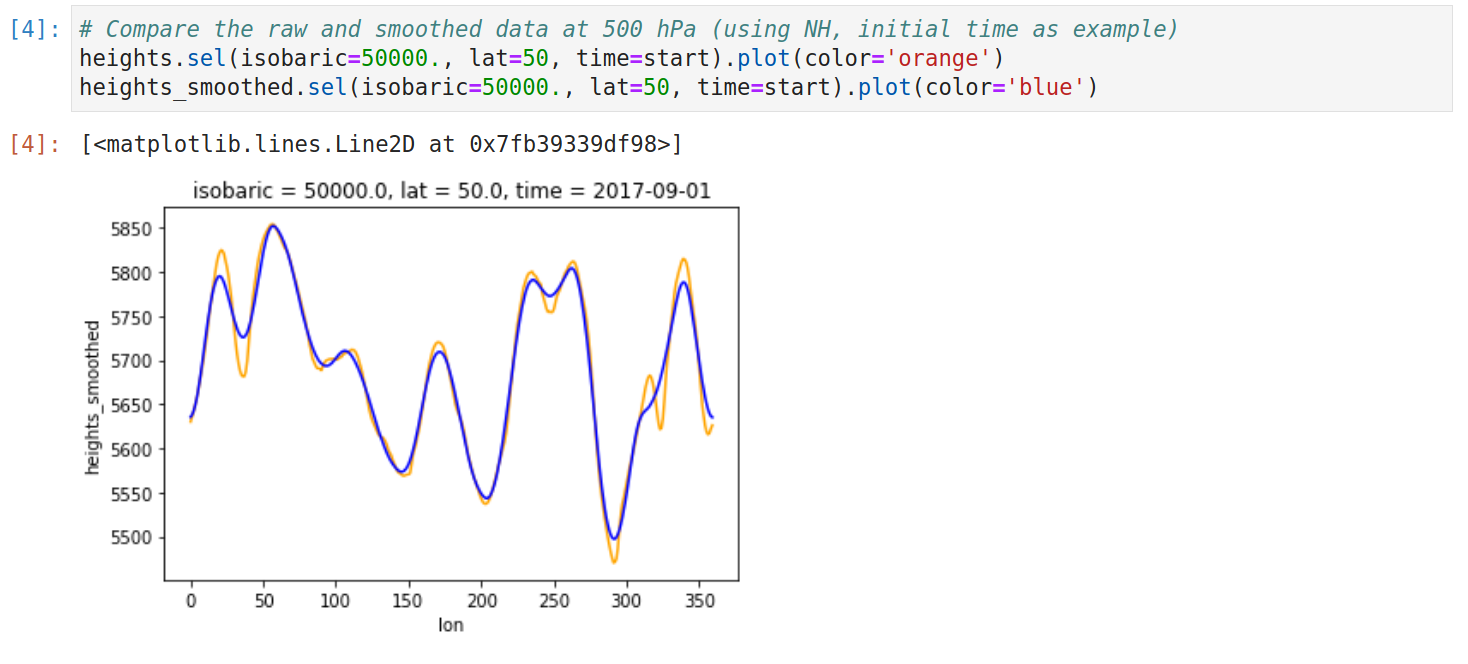 [4]: # Compare the raw and smoothed data at 500 hPa (using NH, initial time as example)
heights.sel(isobaric=50000., lat=50, time=start).plot(color='orange')
heights_smoothed.sel(isobaric=50000., lat=50, time=start).plot(color='blue')
[4]: [<matplotlib.lines.Line2D at 0x7fb39339df98>]
isobaric = 50000.0, lat = 50.0, time = 2017-09-01
heights_smoothed
5850
5800
5750
5700
5650
5600
5550
5500
0 50 100 150 200 250 300 350
lon